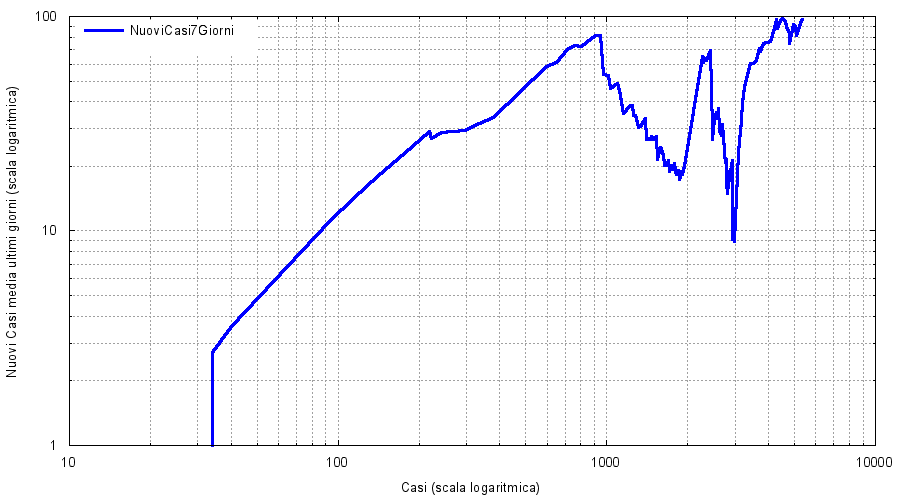 100
NuoviCasi7Giorni
10
1
10
100
1000
10000
Nuovi Casi media ultimi giorni (scala logaritmica)
Casi (scala logaritmica)